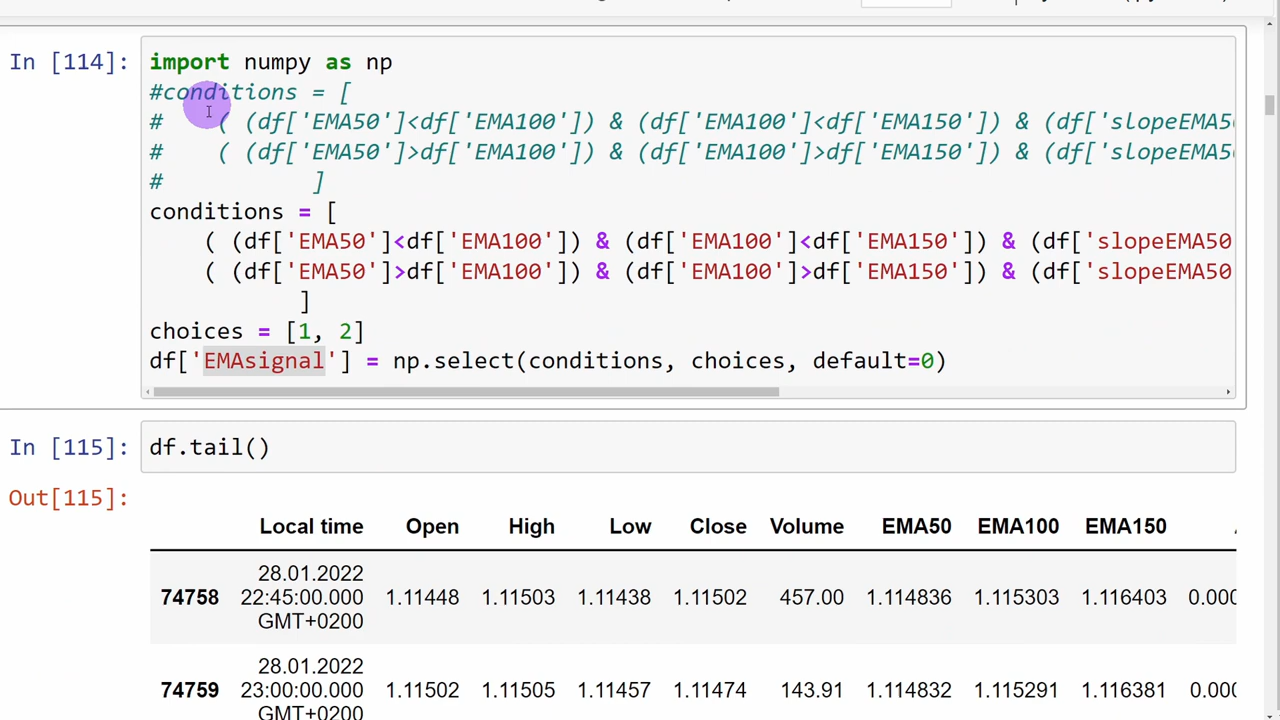 In [114]:
import numpy as np
#conditions = [
#    ( (df['EMA50']<df['EMA100']) & (df['EMA100']<df['EMA150']) & (df['slopeEMA50
#    ( (df['EMA50']>df['EMA100']) & (df['EMA100']>df['EMA150']) & (df['slopeEMA50
#           ]
conditions = [
    ( (df['EMA50']<df['EMA100']) & (df['EMA100']<df['EMA150']) & (df['slopeEMA50
    ( (df['EMA50']>df['EMA100']) & (df['EMA100']>df['EMA150']) & (df['slopeEMA50
           ]
choices = [1, 2]
df['EMAsignal'] = np.select(conditions, choices, default=0)
In [115]:
df.tail()
Out[115]:
Local time Open High Low Close Volume EMA50 EMA100 EMA150
74758 28.01.2022 22:45:00.000 GMT+0200 1.11448 1.11503 1.11438 1.11502 457.00 1.114836 1.115303 1.116403 0.000
74759 28.01.2022 23:00:00.000 GMT+0200 1.11502 1.11505 1.11457 1.11474 143.91 1.114832 1.115291 1.116381 0.000